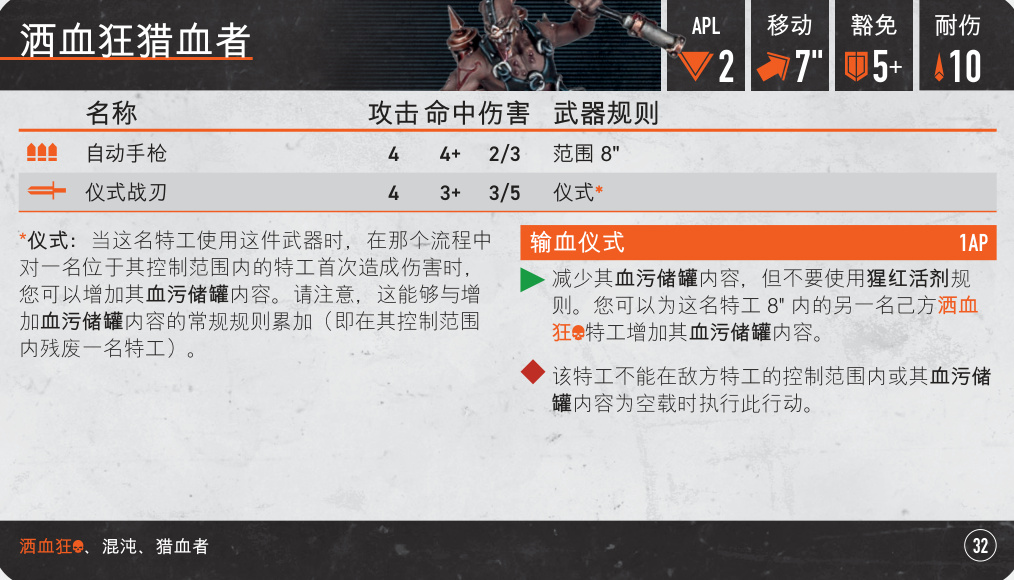 洒血狂猎血者
APL 移动 豁免 耐伤
2 7" 5+ 10
名称 攻击 命中 伤害 武器规则
自动手枪 4 4+ 2/3 范围 8"
仪式战刃 4 3+ 3/5 仪式*
*仪式：当这名特工使用这件武器时，在那个流程中
对一名位于其控制范围内的特工首次造成伤害时，
您可以增加其血污储罐内容。请注意，这能够与增
加血污储罐内容的常规规则累加（即在其控制范围
内残废一名特工）。
输血仪式 1AP
减少其血污储罐内容，但不要使用猩红活剂规
则。您可以为这名特工 8" 内的另一名己方洒血
狂特工增加其血污储罐内容。
该特工不能在敌方特工的控制范围内或其血污储
罐内容为空载时执行此行动。
洒血狂、混沌、猎血者
32